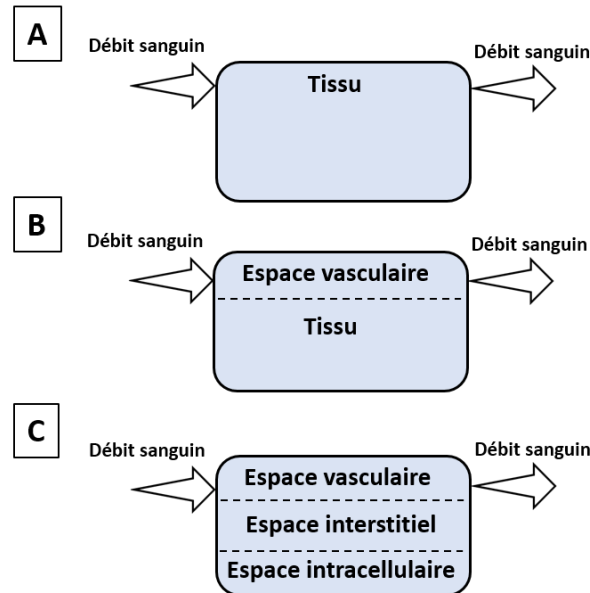 A
Débit sanguin
Débit sanguin
Tissu
B
Débit sanguin
Débit sanguin
Espace vasculaire
Tissu
C
Débit sanguin
Débit sanguin
Espace vasculaire
Espace interstitiel
Espace intracellulaire